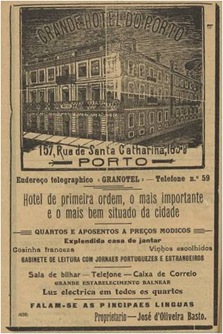 GRANDE HOTEL DO PORTO
157, Rua de Santa Catharina, 165
PORTO
Endereço telegraphico - GRANOTEL - Telefone n.º 59
Hotel de primeira ordem, o mais importante
e o mais bem situado da cidade
QUARTOS E APOSENTOS A PREÇOS MODICOS
Explendida casa de jantar
Cosinha franceza Vinhos escolhidos
GABINETE DE LEITURA COM JORNAES PORTUGUEZES E ESTRANGEIROS
Sala de bilhar — Telefone — Caixa de Correio
GRANDE ESTABELECIMENTO BALNEAR
Luz electrica em todos os quartos
FALAM-SE AS PINCIPAES LINGUAS
Proprietario — José d'Oliveira Basto.